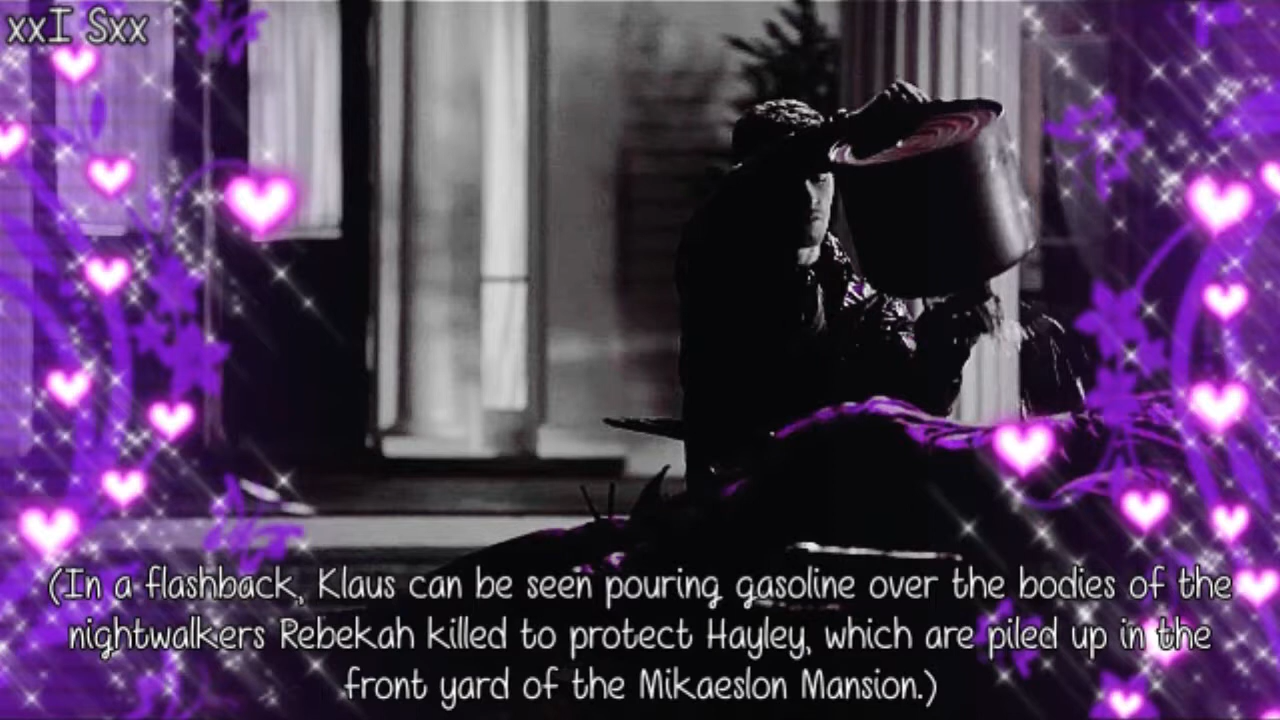 xxI Sxx
(In a flashback, Klaus can be seen pouring gasoline over the bodies of the
nightwalkers Rebekah killed to protect Hayley, which are piled up in the
front yard of the Mikaeslon Mansion.)